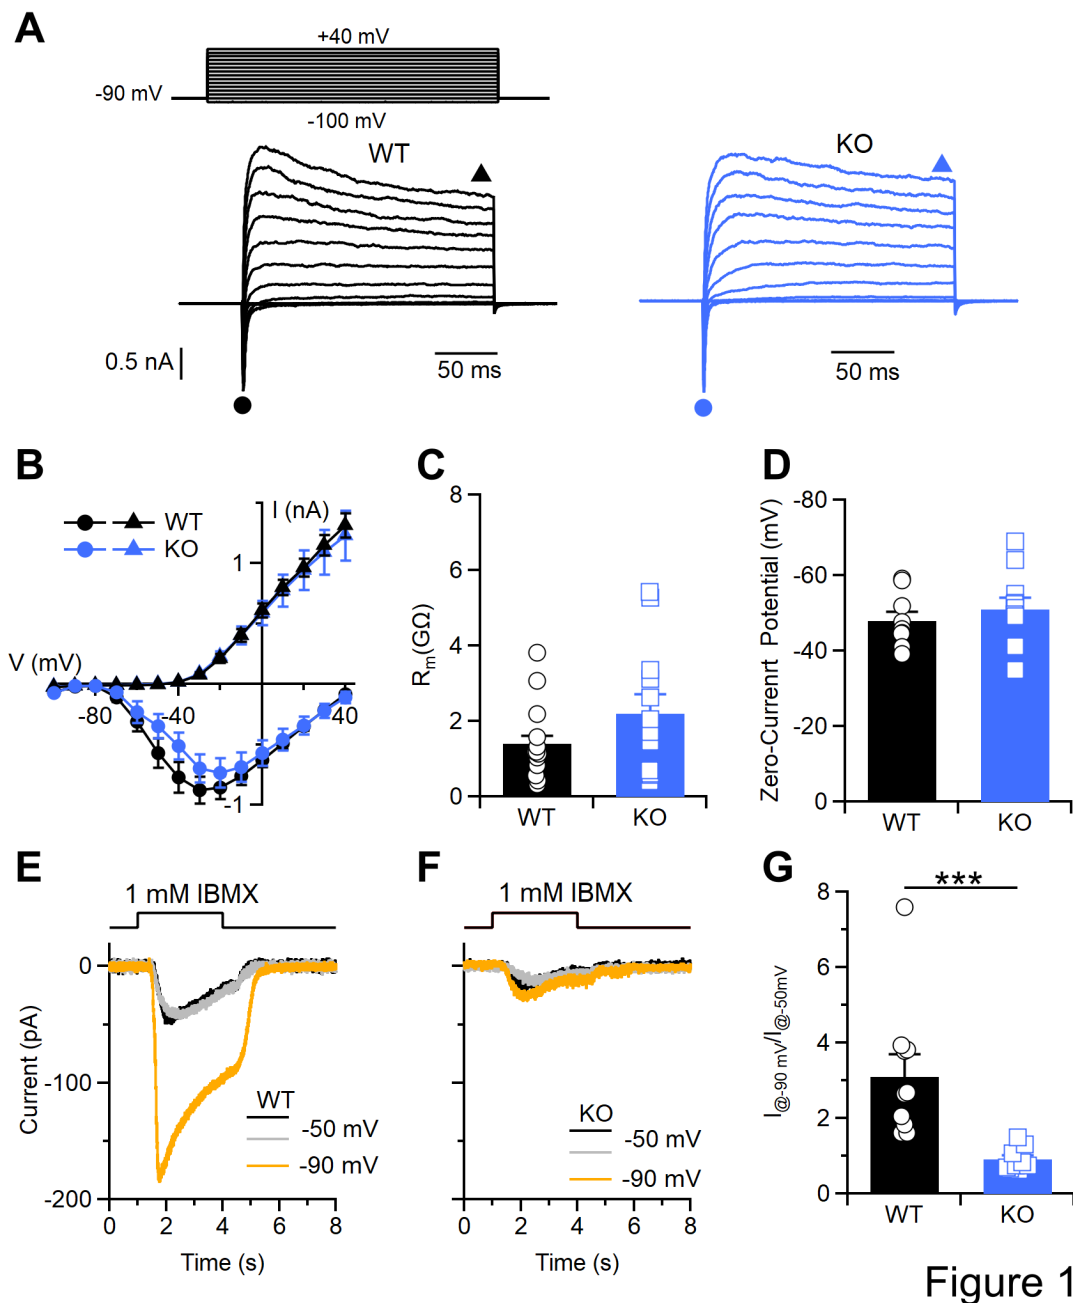 A
+40 mV
-90 mV
-100 mV
WT
KO
0.5 nA
50 ms
50 ms
B
WT
KO
I (nA)
1
V (mV)
-80
-40
40
-1
C
8
6
4
2
0
Rm(GΩ)
WT
KO
D
-80
-60
-40
-20
0
Zero-Current Potential (mV)
WT
KO
E
1 mM IBMX
0
-100
-200
Current (pA)
WT
-50 mV
-90 mV
0 2 4 6 8
Time (s)
F
1 mM IBMX
KO
-50 mV
-90 mV
0 2 4 6 8
Time (s)
G
***
8
6
4
2
0
I@-90 mV/I@-50mV
WT
KO
Figure 1